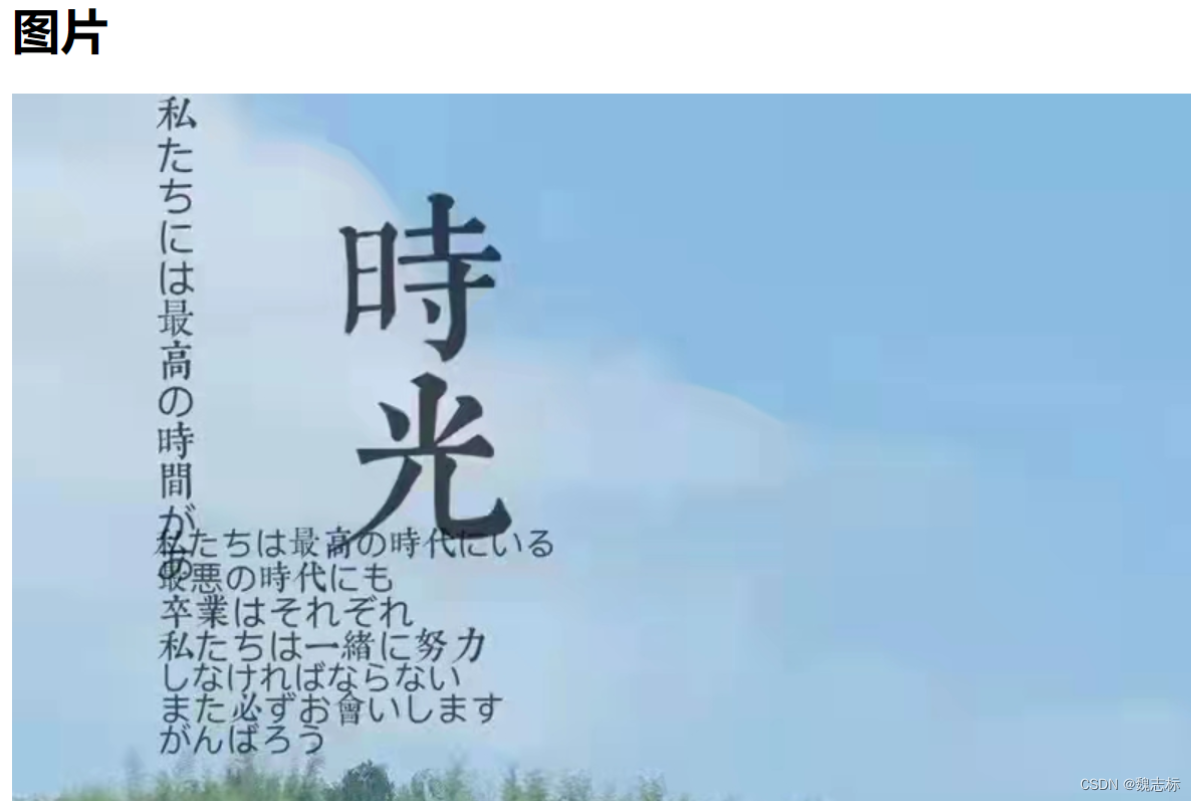 图片
私たちには最高の時間があ
時光
私たちは最高の時代にいる
最悪の時代にも
卒業はそれぞれ
私たちは一緒に努力
しなければならない
また必ずお會いします
がんばろう
CSDN @魏志标